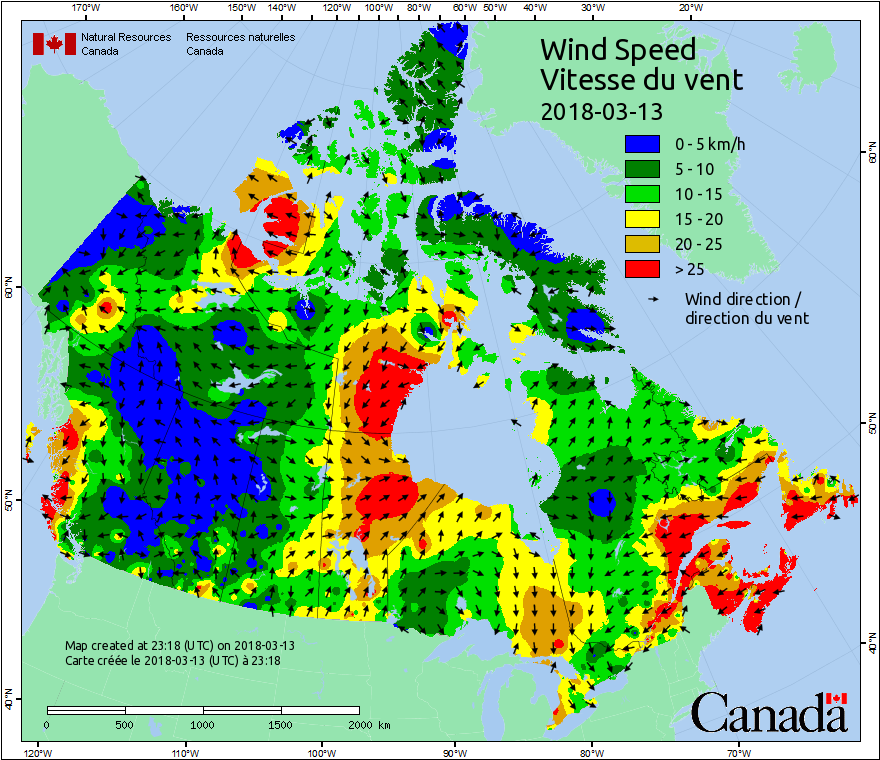 170°W 160°W 150°W 140°W 130°W 120°W 110°W 100°W 90°W 80°W 70°W 60°W 50°W 40°W 30°W 20°W
Natural Resources Ressources naturelles
Canada Canada
Wind Speed
Vitesse du vent
2018-03-13
0 - 5 km/h
5 - 10
10 - 15
15 - 20
20 - 25
> 25
Wind direction /
direction du vent
60°N
60°N
50°N
50°N
40°N
40°N
Map created at 23:18 (UTC) on 2018-03-13
Carte créée le 2018-03-13 (UTC) à 23:18
0 500 1000 1500 2000 km
Canada
120°W 110°W 100°W 90°W 80°W 70°W